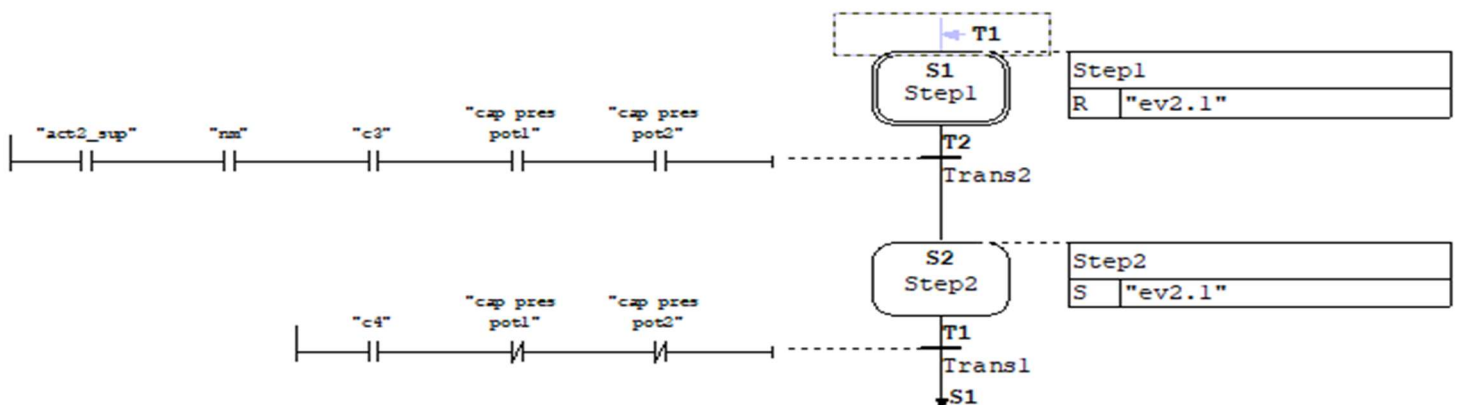 T1
S1
Step1
Step1
R "ev2.1"
"act2_sup" "nm" "c3" "cap pres pot1" "cap pres pot2"
T2
Trans2
S2
Step2
Step2
S "ev2.1"
"c4" "cap pres pot1" "cap pres pot2"
T1
Trans1
S1